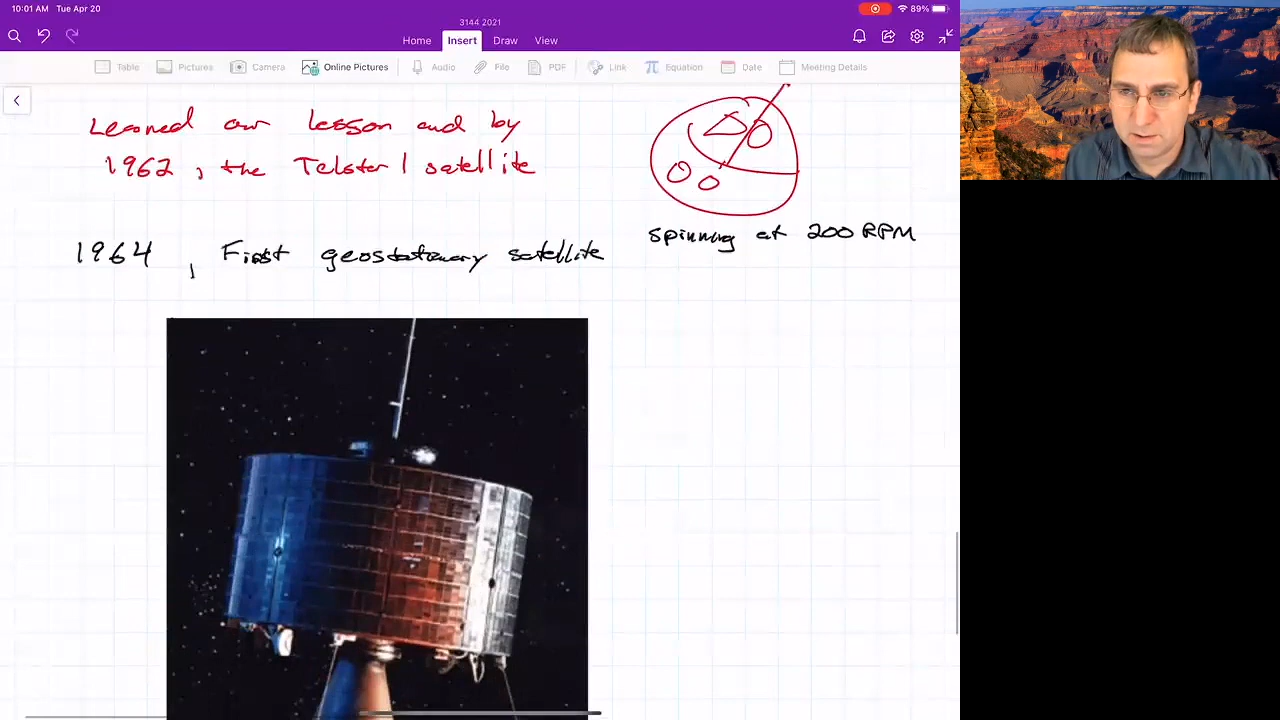 10:01 AM Tue Apr 20
89%
3144 2021
Home Insert Draw View
Table Pictures Camera Online Pictures Audio File PDF Link Equation Date Meeting Details
Learned our lesson and by
1962, the Telstar 1 satellite
spinning at 200 RPM
1964, First geostationary satellite